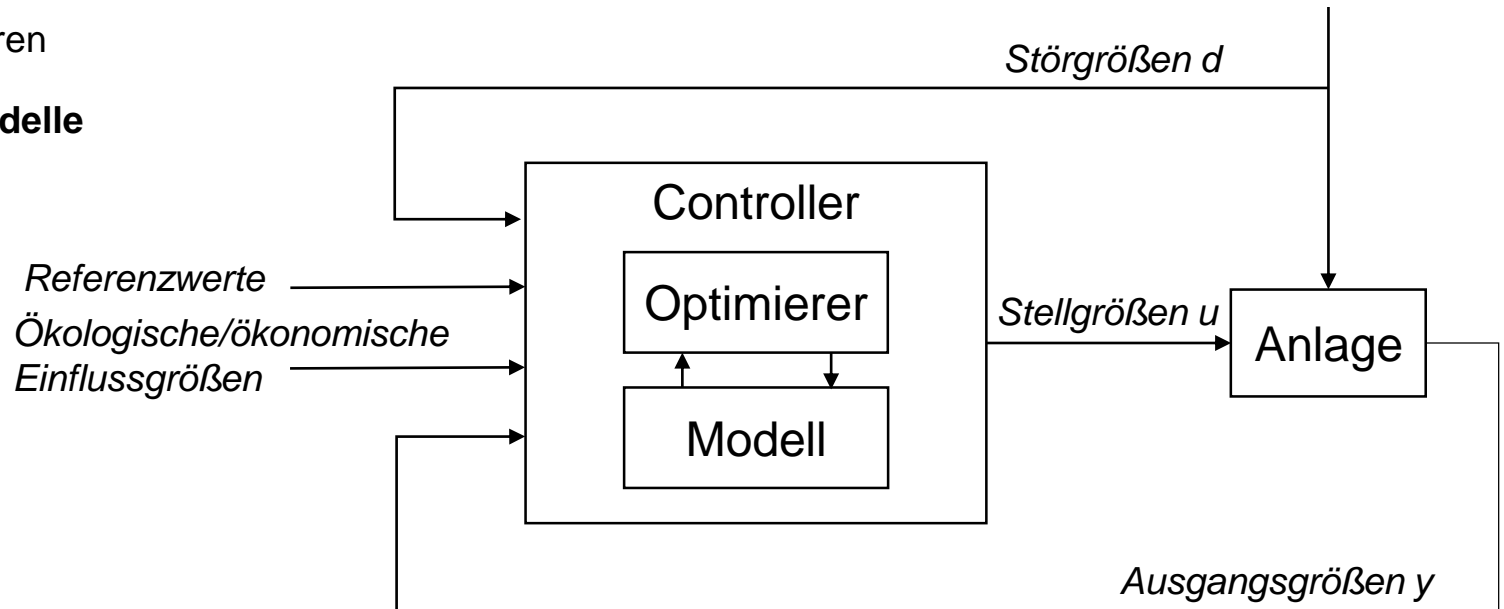 ren
Störgrößen d
delle
Controller
Referenzwerte
Optimierer
Stellgrößen u
Ökologische/ökonomische
Anlage
Einflussgrößen
Modell
Ausgangsgrößen y